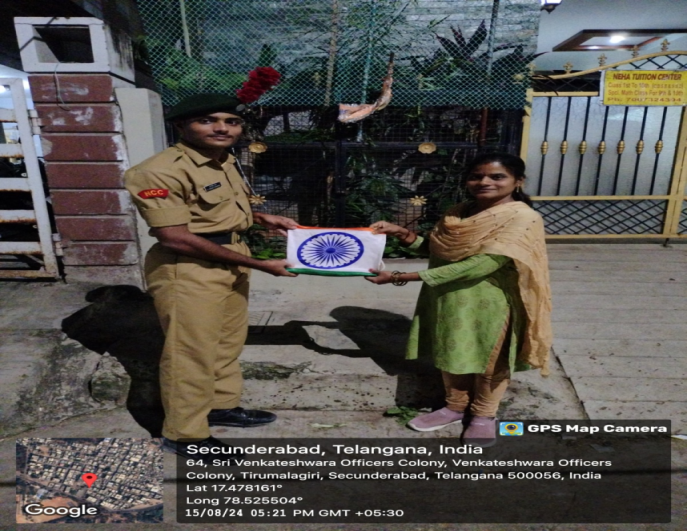 NCC
NEHA TUITION CENTER
GPS Map Camera
Secunderabad, Telangana, India
64, Sri Venkateshwara Officers Colony, Venkateshwara Officers
Colony, Tirumalagiri, Secunderabad, Telangana 500056, India
Lat 17.478161°
Long 78.525504°
15/08/24 05:21 PM GMT +05:30
Google